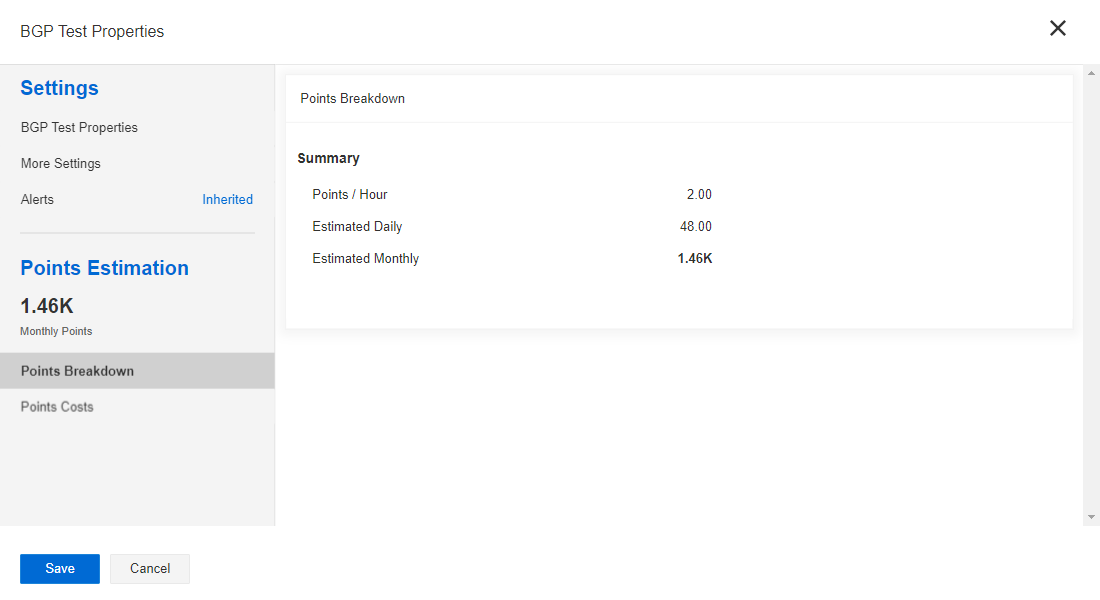 BGP Test Properties
Settings
BGP Test Properties
More Settings
Alerts Inherited
Points Estimation
1.46K
Monthly Points
Points Breakdown
Points Costs
Points Breakdown
Summary
Points / Hour 2.00
Estimated Daily 48.00
Estimated Monthly 1.46K
Save Cancel